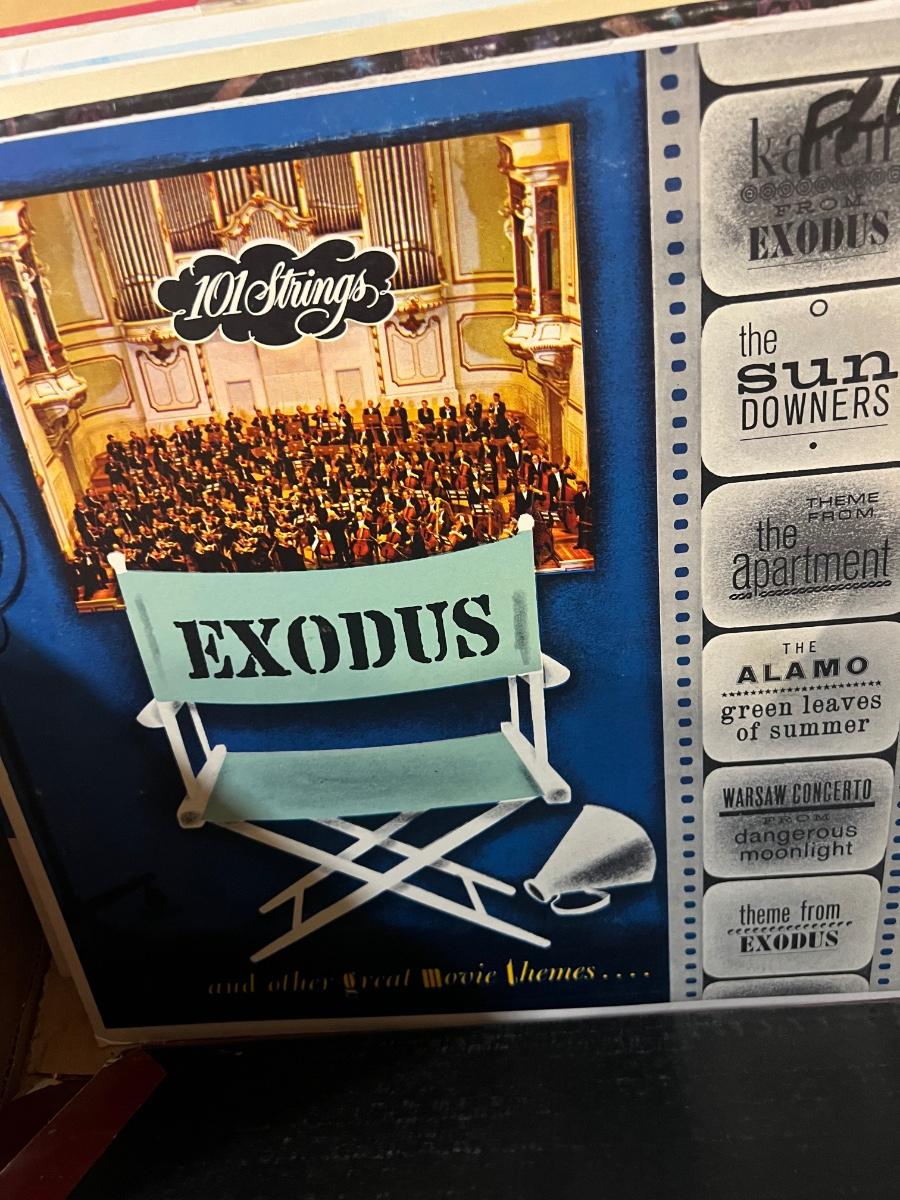 101 Strings
EXODUS
and other great movie themes....
karen
FROM
EXODUS
the
sun
DOWNERS
THEME
FROM
the
apartment
THE
ALAMO
green leaves
of summer
WARSAW CONCERTO
FROM
dangerous
moonlight
theme from
EXODUS